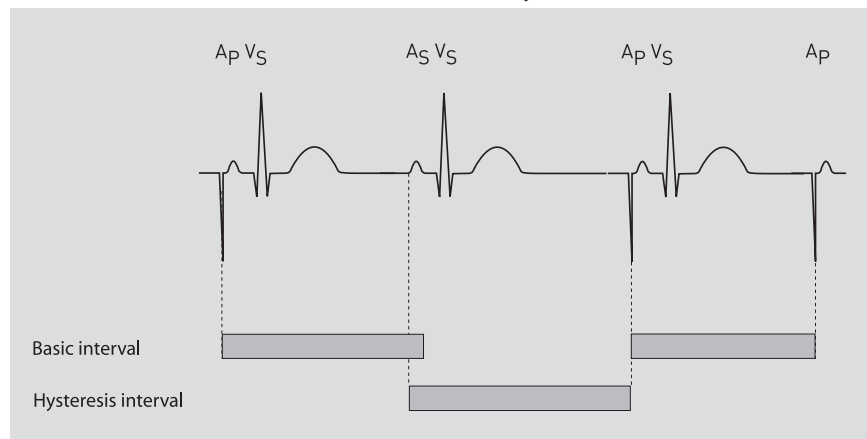 AP VS AS VS AP VS AP
Basic interval
Hysteresis interval